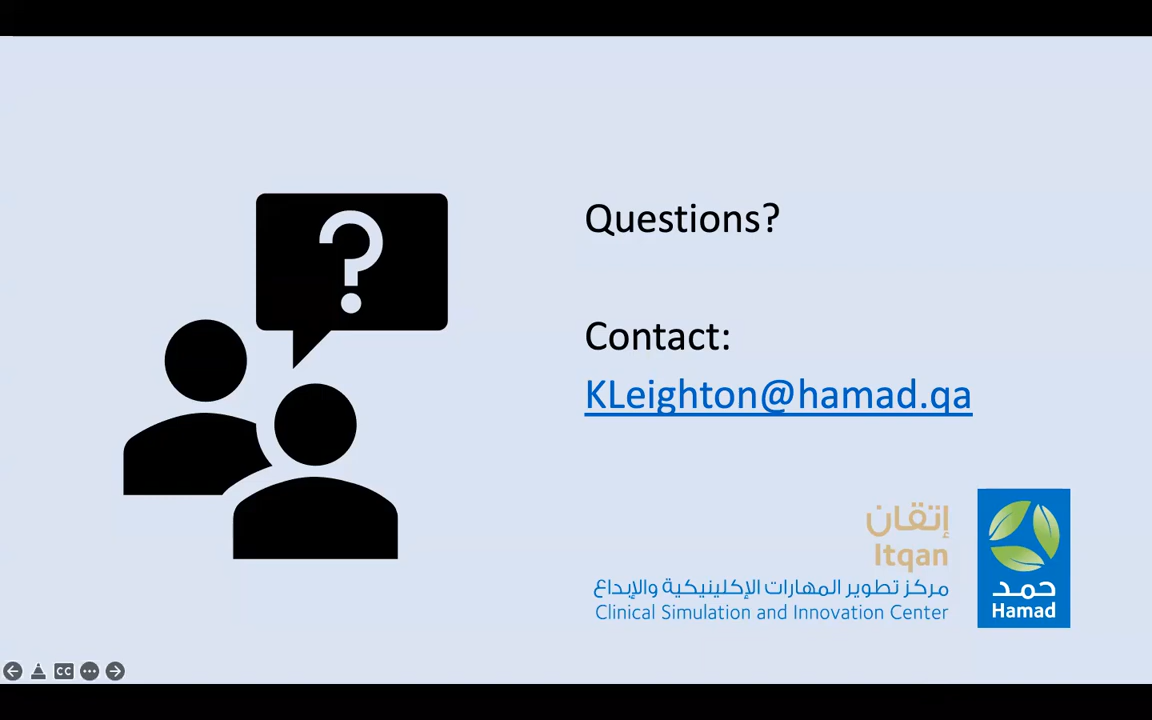 ?
Questions?
Contact:
KLeighton@hamad.qa
إتقان
Itqan
مركز تطوير المهارات الإكلينيكية والإبداع
Clinical Simulation and Innovation Center
حمد
Hamad
CC